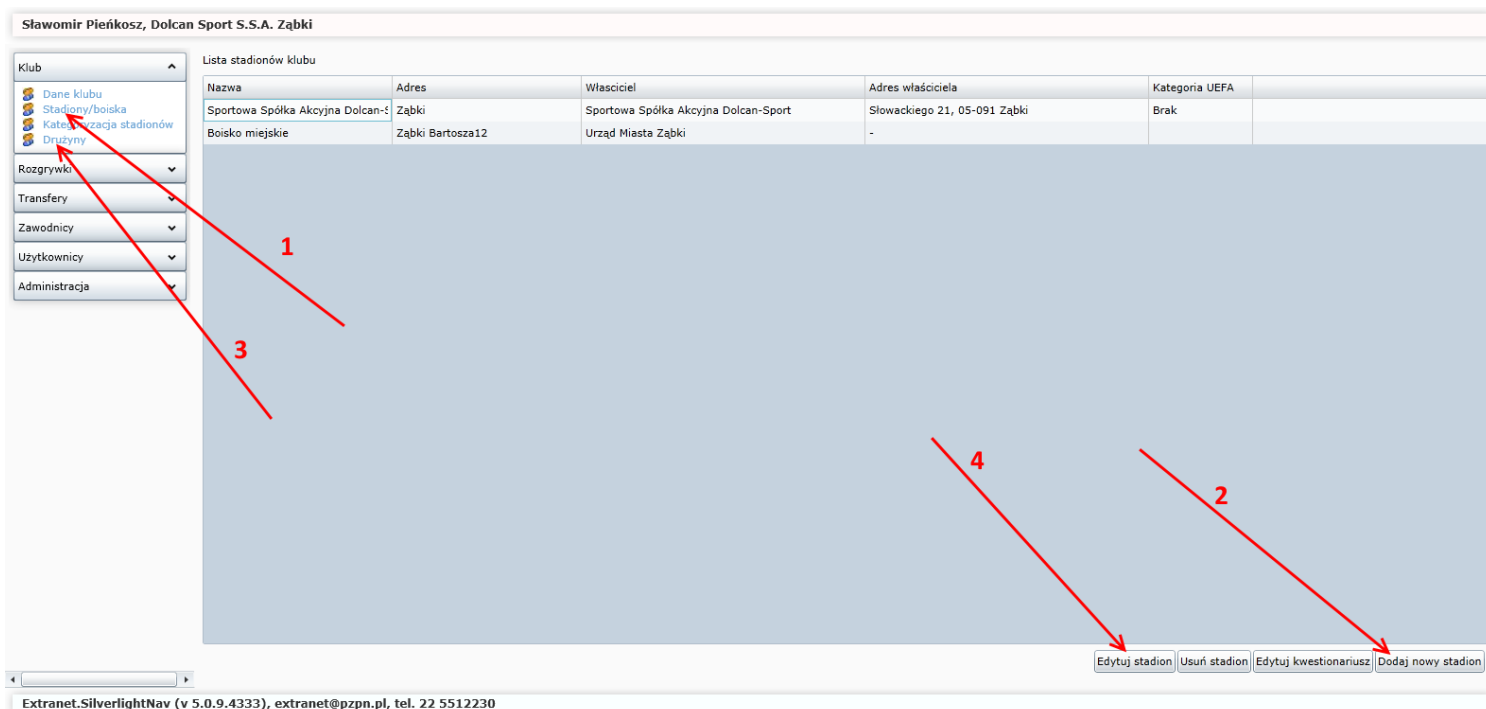 Sławomir Pieńkosz, Dolcan Sport S.S.A. Ząbki
Klub
Dane klubu
Stadiony/boiska
Kategoryzacja stadionów
Drużyny
Rozgrywki
Transfery
Zawodnicy
Użytkownicy
Administracja
Lista stadionów klubu
Nazwa Adres Własciciel Adres właściciela Kategoria UEFA
Sportowa Spółka Akcyjna Dolcan-S Ząbki Sportowa Spółka Akcyjna Dolcan-Sport Słowackiego 21, 05-091 Ząbki Brak
Boisko miejskie Ząbki Bartosza12 Urząd Miasta Ząbki -
1
3
4
2
Edytuj stadion Usuń stadion Edytuj kwestionariusz Dodaj nowy stadion
Extranet.SilverlightNav (v 5.0.9.4333), extranet@pzpn.pl, tel. 22 5512230